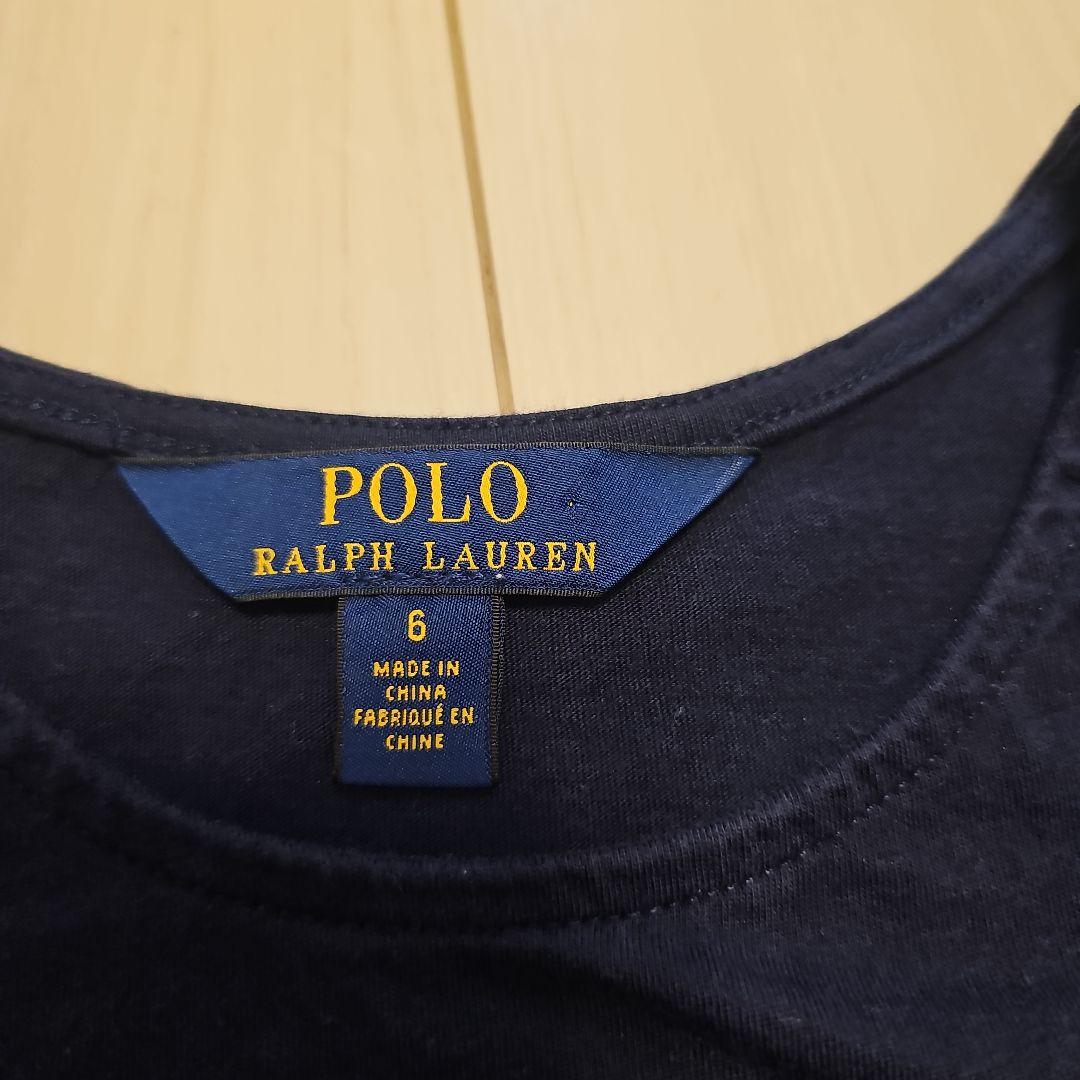 POLO
RALPH LAUREN
6
MADE IN
CHINA
FABRIQUÉ EN
CHINE